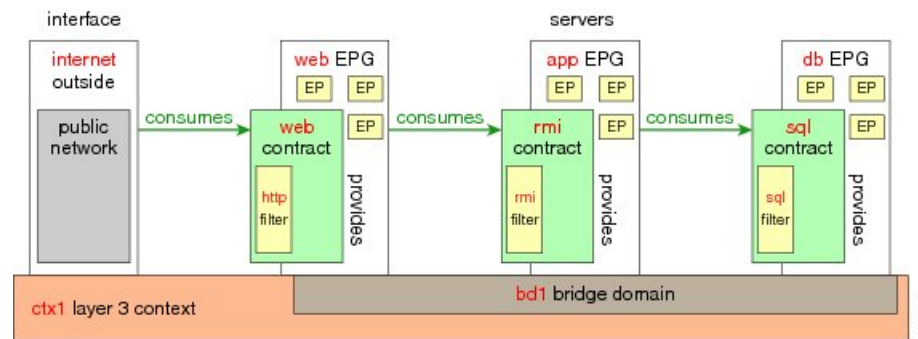 interface
servers
internet
outside
public
network
consumes
web EPG
EP EP
EP
web
contract
http
filter
provides
consumes
app EPG
EP EP
EP
rmi
contract
rmi
filter
provides
consumes
db EPG
EP EP
EP
sql
contract
sql
filter
provides
bd1 bridge domain
ctx1 layer 3 context